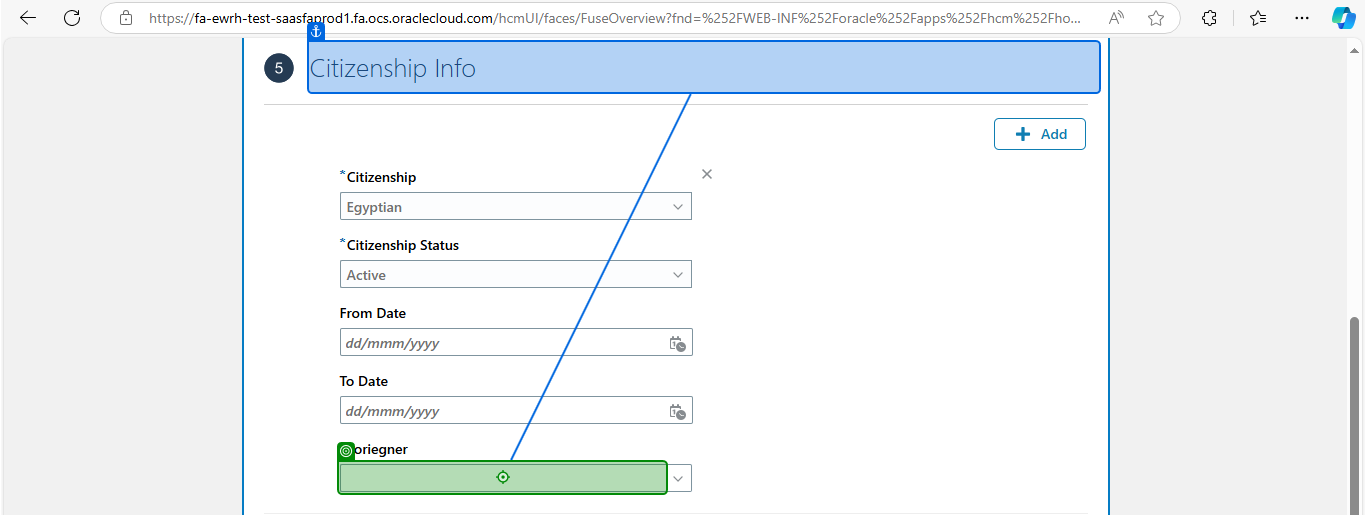 https://fa-ewrh-test-saasfaprod1.fa.ocs.oraclecloud.com/hcmUI/faces/FuseOverview?fnd=%252FWEB-INF%252Foracle%252Fapps%252Fhcm%252Fho...
5 Citizenship Info
+ Add
*Citizenship
Egyptian
*Citizenship Status
Active
From Date
dd/mmm/yyyy
To Date
dd/mmm/yyyy
oriegner